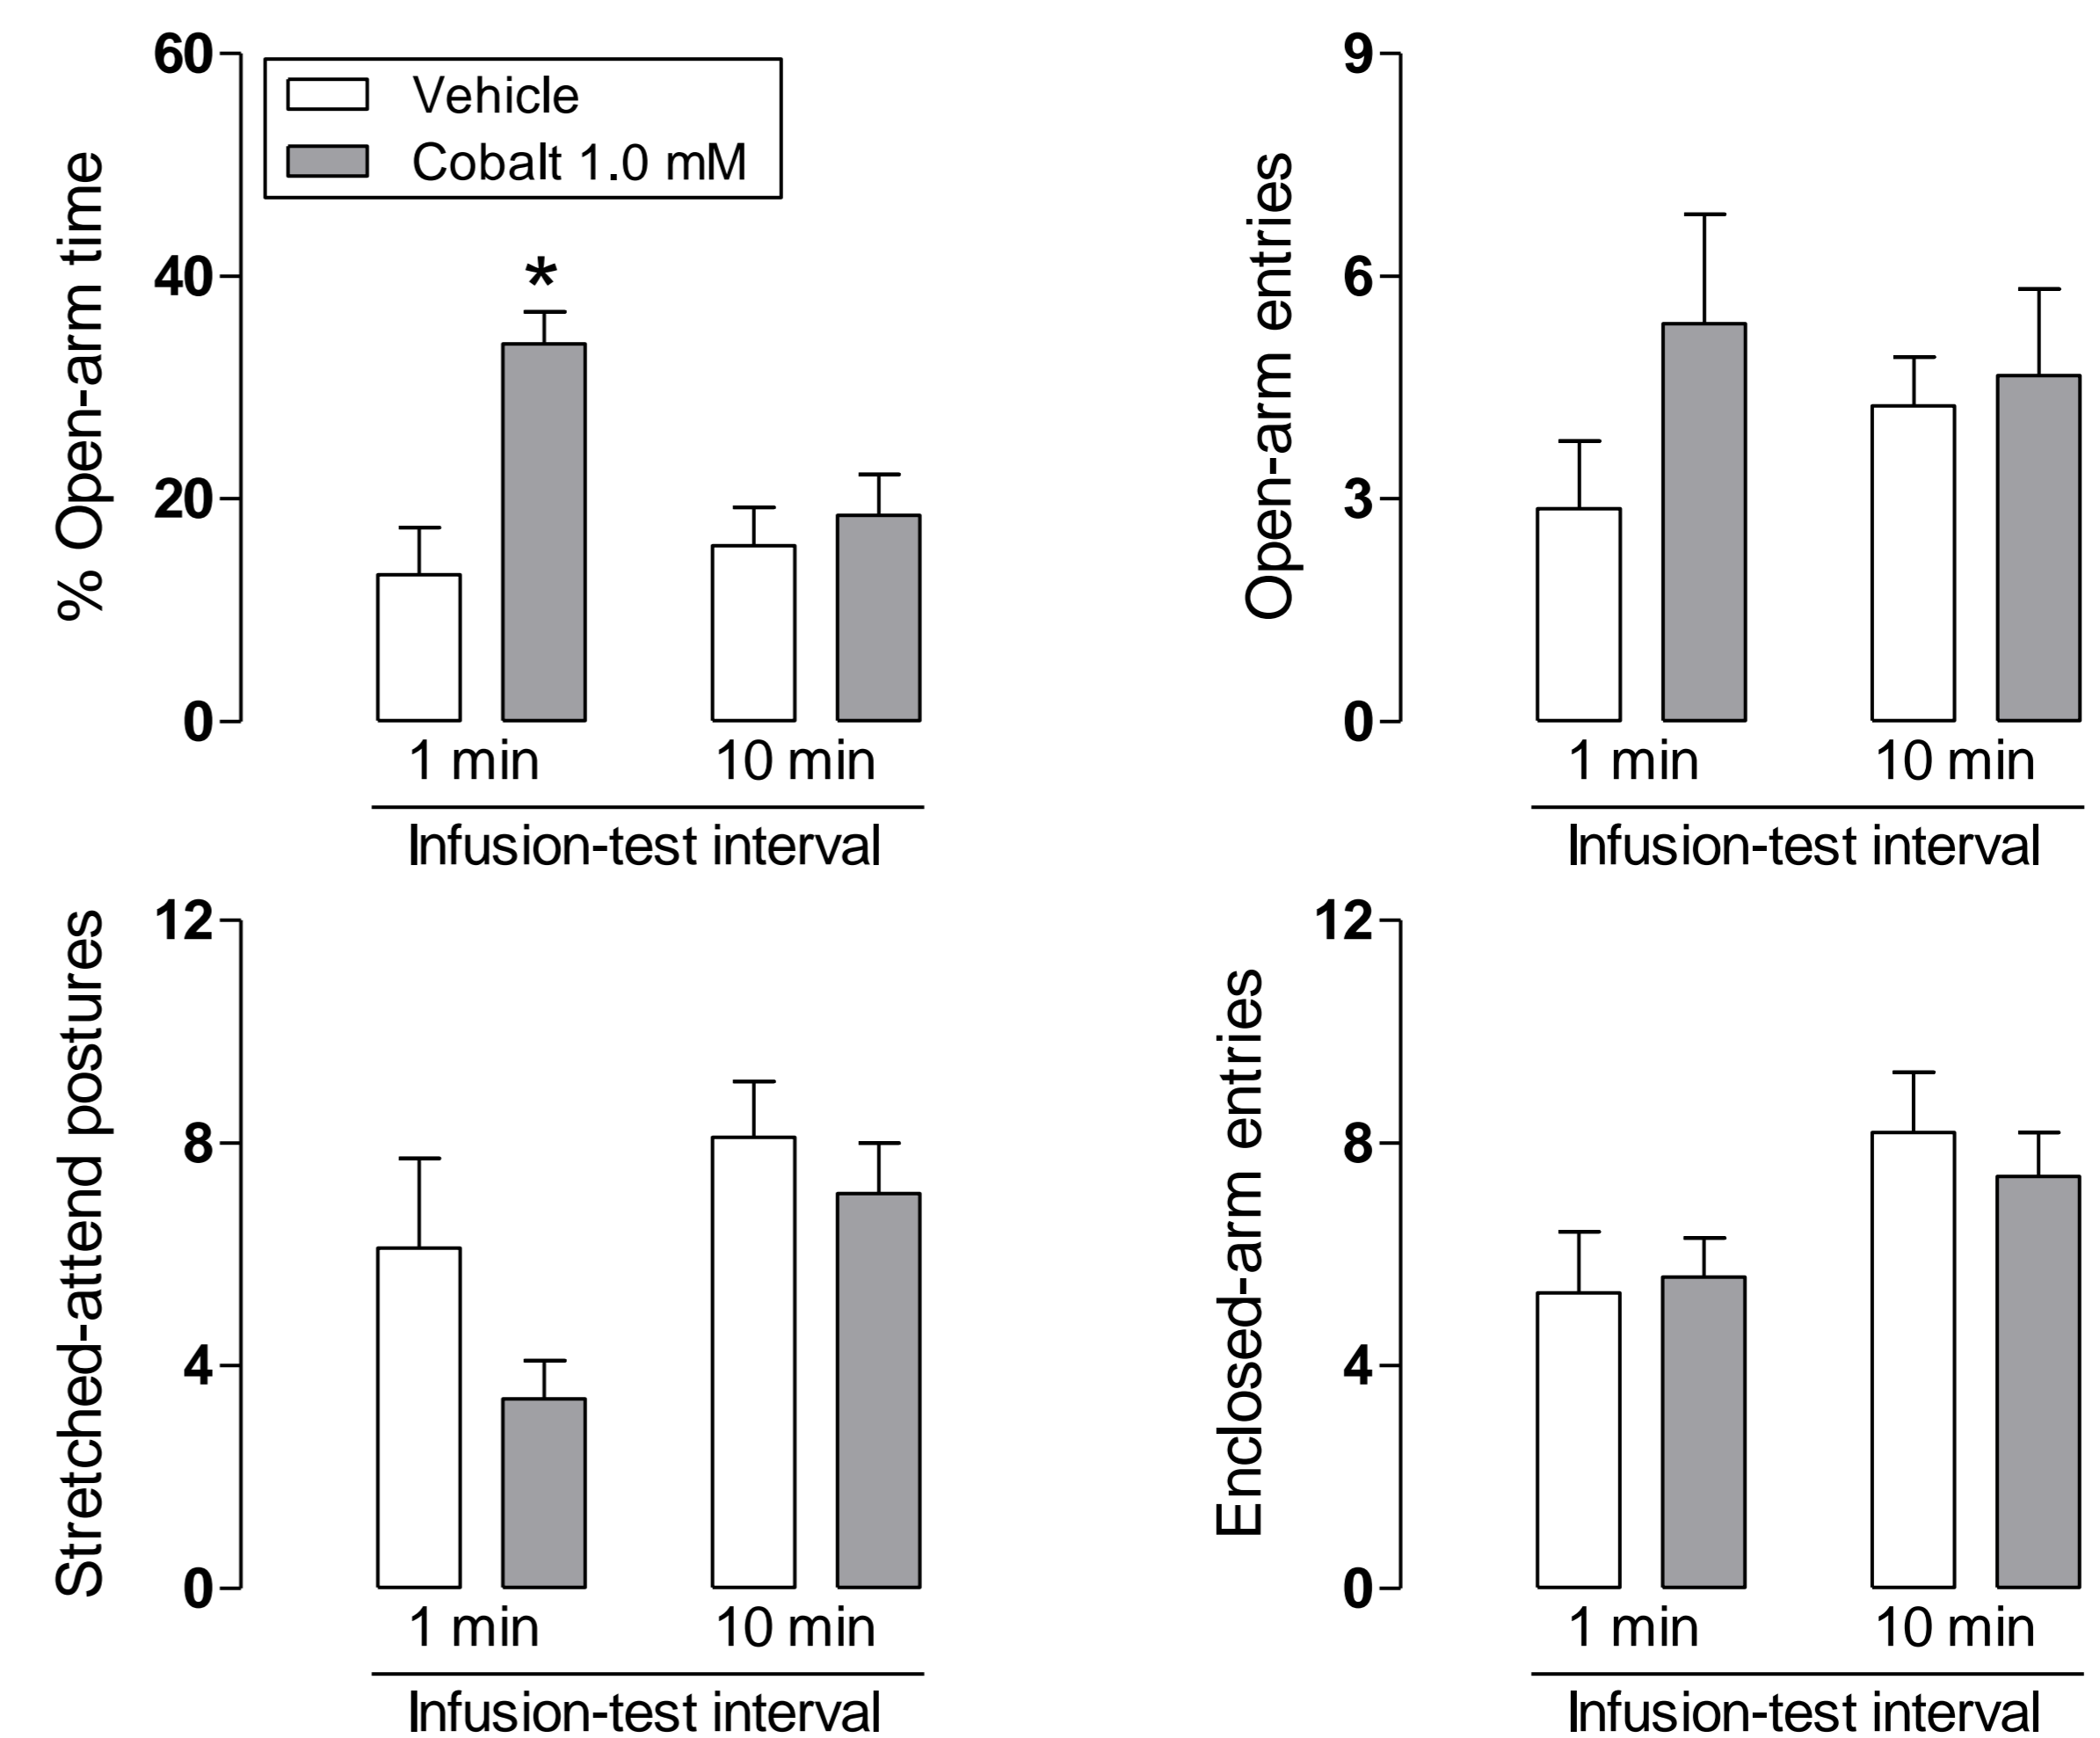 % Open-arm time
60
40
20
0
Vehicle
Cobalt 1.0 mM
*
1 min 10 min
Infusion-test interval
Open-arm entries
9
6
3
0
1 min 10 min
Infusion-test interval
Stretched-attend postures
12
8
4
0
1 min 10 min
Infusion-test interval
Enclosed-arm entries
12
8
4
0
1 min 10 min
Infusion-test interval